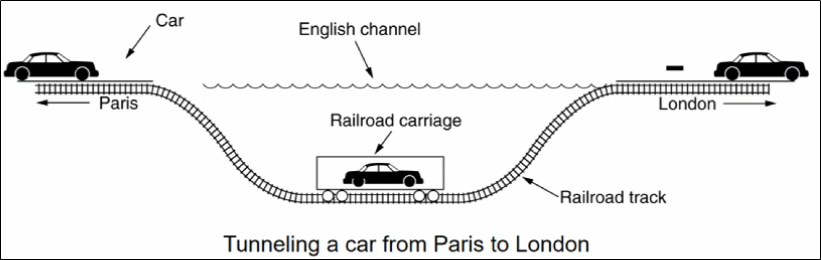 Car
English channel
Paris
London
Railroad carriage
Railroad track
Tunneling a car from Paris to London